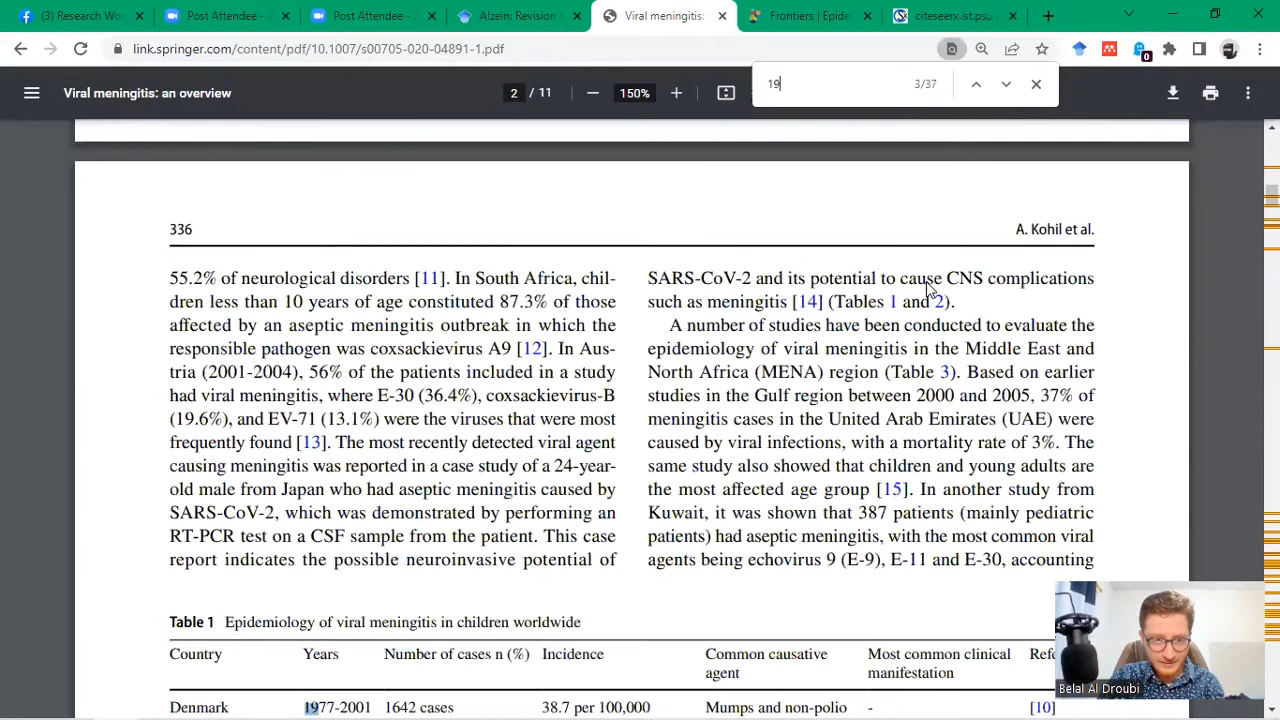 (3) Research Wor
Post Attendee -
Post Attendee -
Alzein: Revision
Viral meningitis:
Frontiers | Epide
citeseerx.ist.psu
link.springer.com/content/pdf/10.1007/s00705-020-04891-1.pdf
0
19
3/37
Viral meningitis: an overview
2 / 11
150%
336
A. Kohil et al.
55.2% of neurological disorders [11]. In South Africa, chil-
dren less than 10 years of age constituted 87.3% of those
affected by an aseptic meningitis outbreak in which the
responsible pathogen was coxsackievirus A9 [12]. In Aus-
tria (2001-2004), 56% of the patients included in a study
had viral meningitis, where E-30 (36.4%), coxsackievirus-B
(19.6%), and EV-71 (13.1%) were the viruses that were most
frequently found [13]. The most recently detected viral agent
causing meningitis was reported in a case study of a 24-year-
old male from Japan who had aseptic meningitis caused by
SARS-CoV-2, which was demonstrated by performing an
RT-PCR test on a CSF sample from the patient. This case
report indicates the possible neuroinvasive potential of
SARS-CoV-2 and its potential to cause CNS complications
such as meningitis [14] (Tables 1 and 2).
A number of studies have been conducted to evaluate the
epidemiology of viral meningitis in the Middle East and
North Africa (MENA) region (Table 3). Based on earlier
studies in the Gulf region between 2000 and 2005, 37% of
meningitis cases in the United Arab Emirates (UAE) were
caused by viral infections, with a mortality rate of 3%. The
same study also showed that children and young adults are
the most affected age group [15]. In another study from
Kuwait, it was shown that 387 patients (mainly pediatric
patients) had aseptic meningitis, with the most common viral
agents being echovirus 9 (E-9), E-11 and E-30, accounting
Table 1 Epidemiology of viral meningitis in children worldwide
Country
Years
Number of cases n (%)
Incidence
Common causative
agent
Most common clinical
manifestation
Refe
Denmark
1977-2001
1642 cases
38.7 per 100,000
Mumps and non-polio
-
[10]
Belal Al Droubi